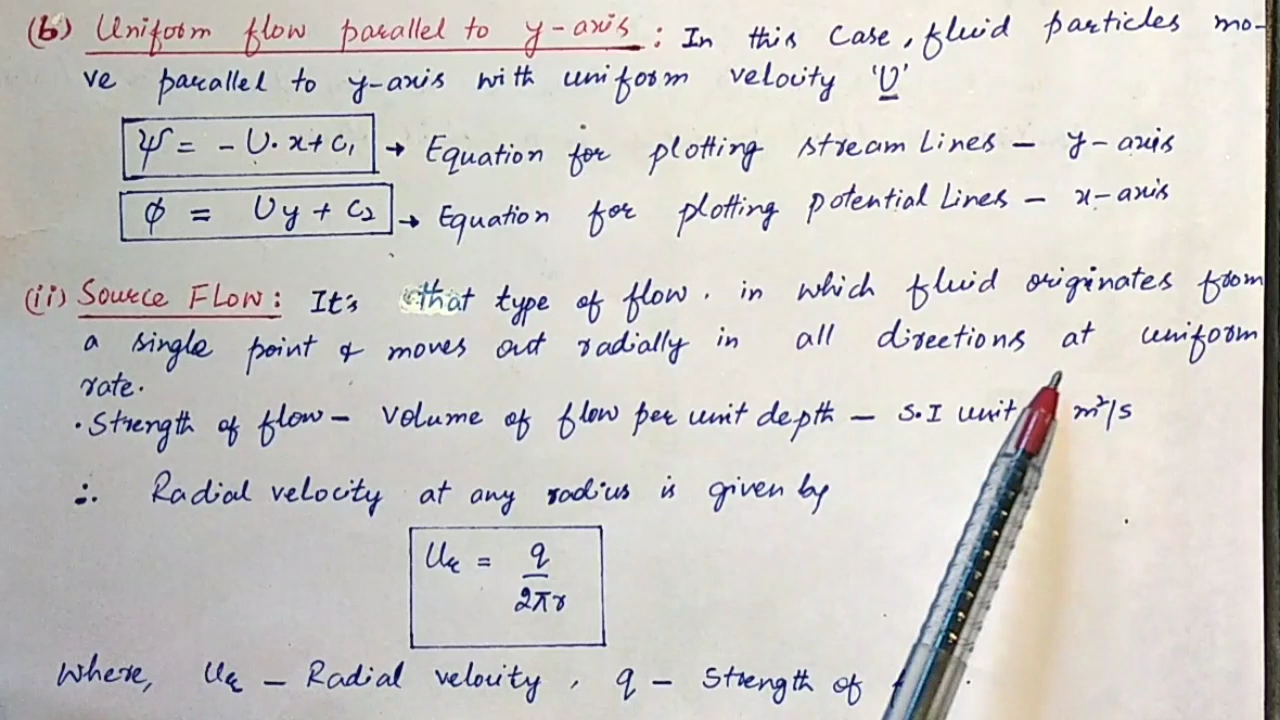 (b) Uniform flow parallel to y-axis : In this case, fluid particles mo-
ve parallel to y-axis with uniform velocity 'U'
ψ = - U. x + C₁ → Equation for plotting stream Lines - y-axis
ϕ = Uy + C₂ → Equation for plotting potential Lines - x-axis
(ii) Source Flow: It's that type of flow. in which fluid originates from
a single point & moves out radially in all directions at uniform
rate.
• Strength of flow - Volume of flow per unit depth - S.I unit m²/s
∴ Radial velocity at any radius is given by
Uᵣ = q / 2πr
Where, Uᵣ - Radial velocity, q - Strength of